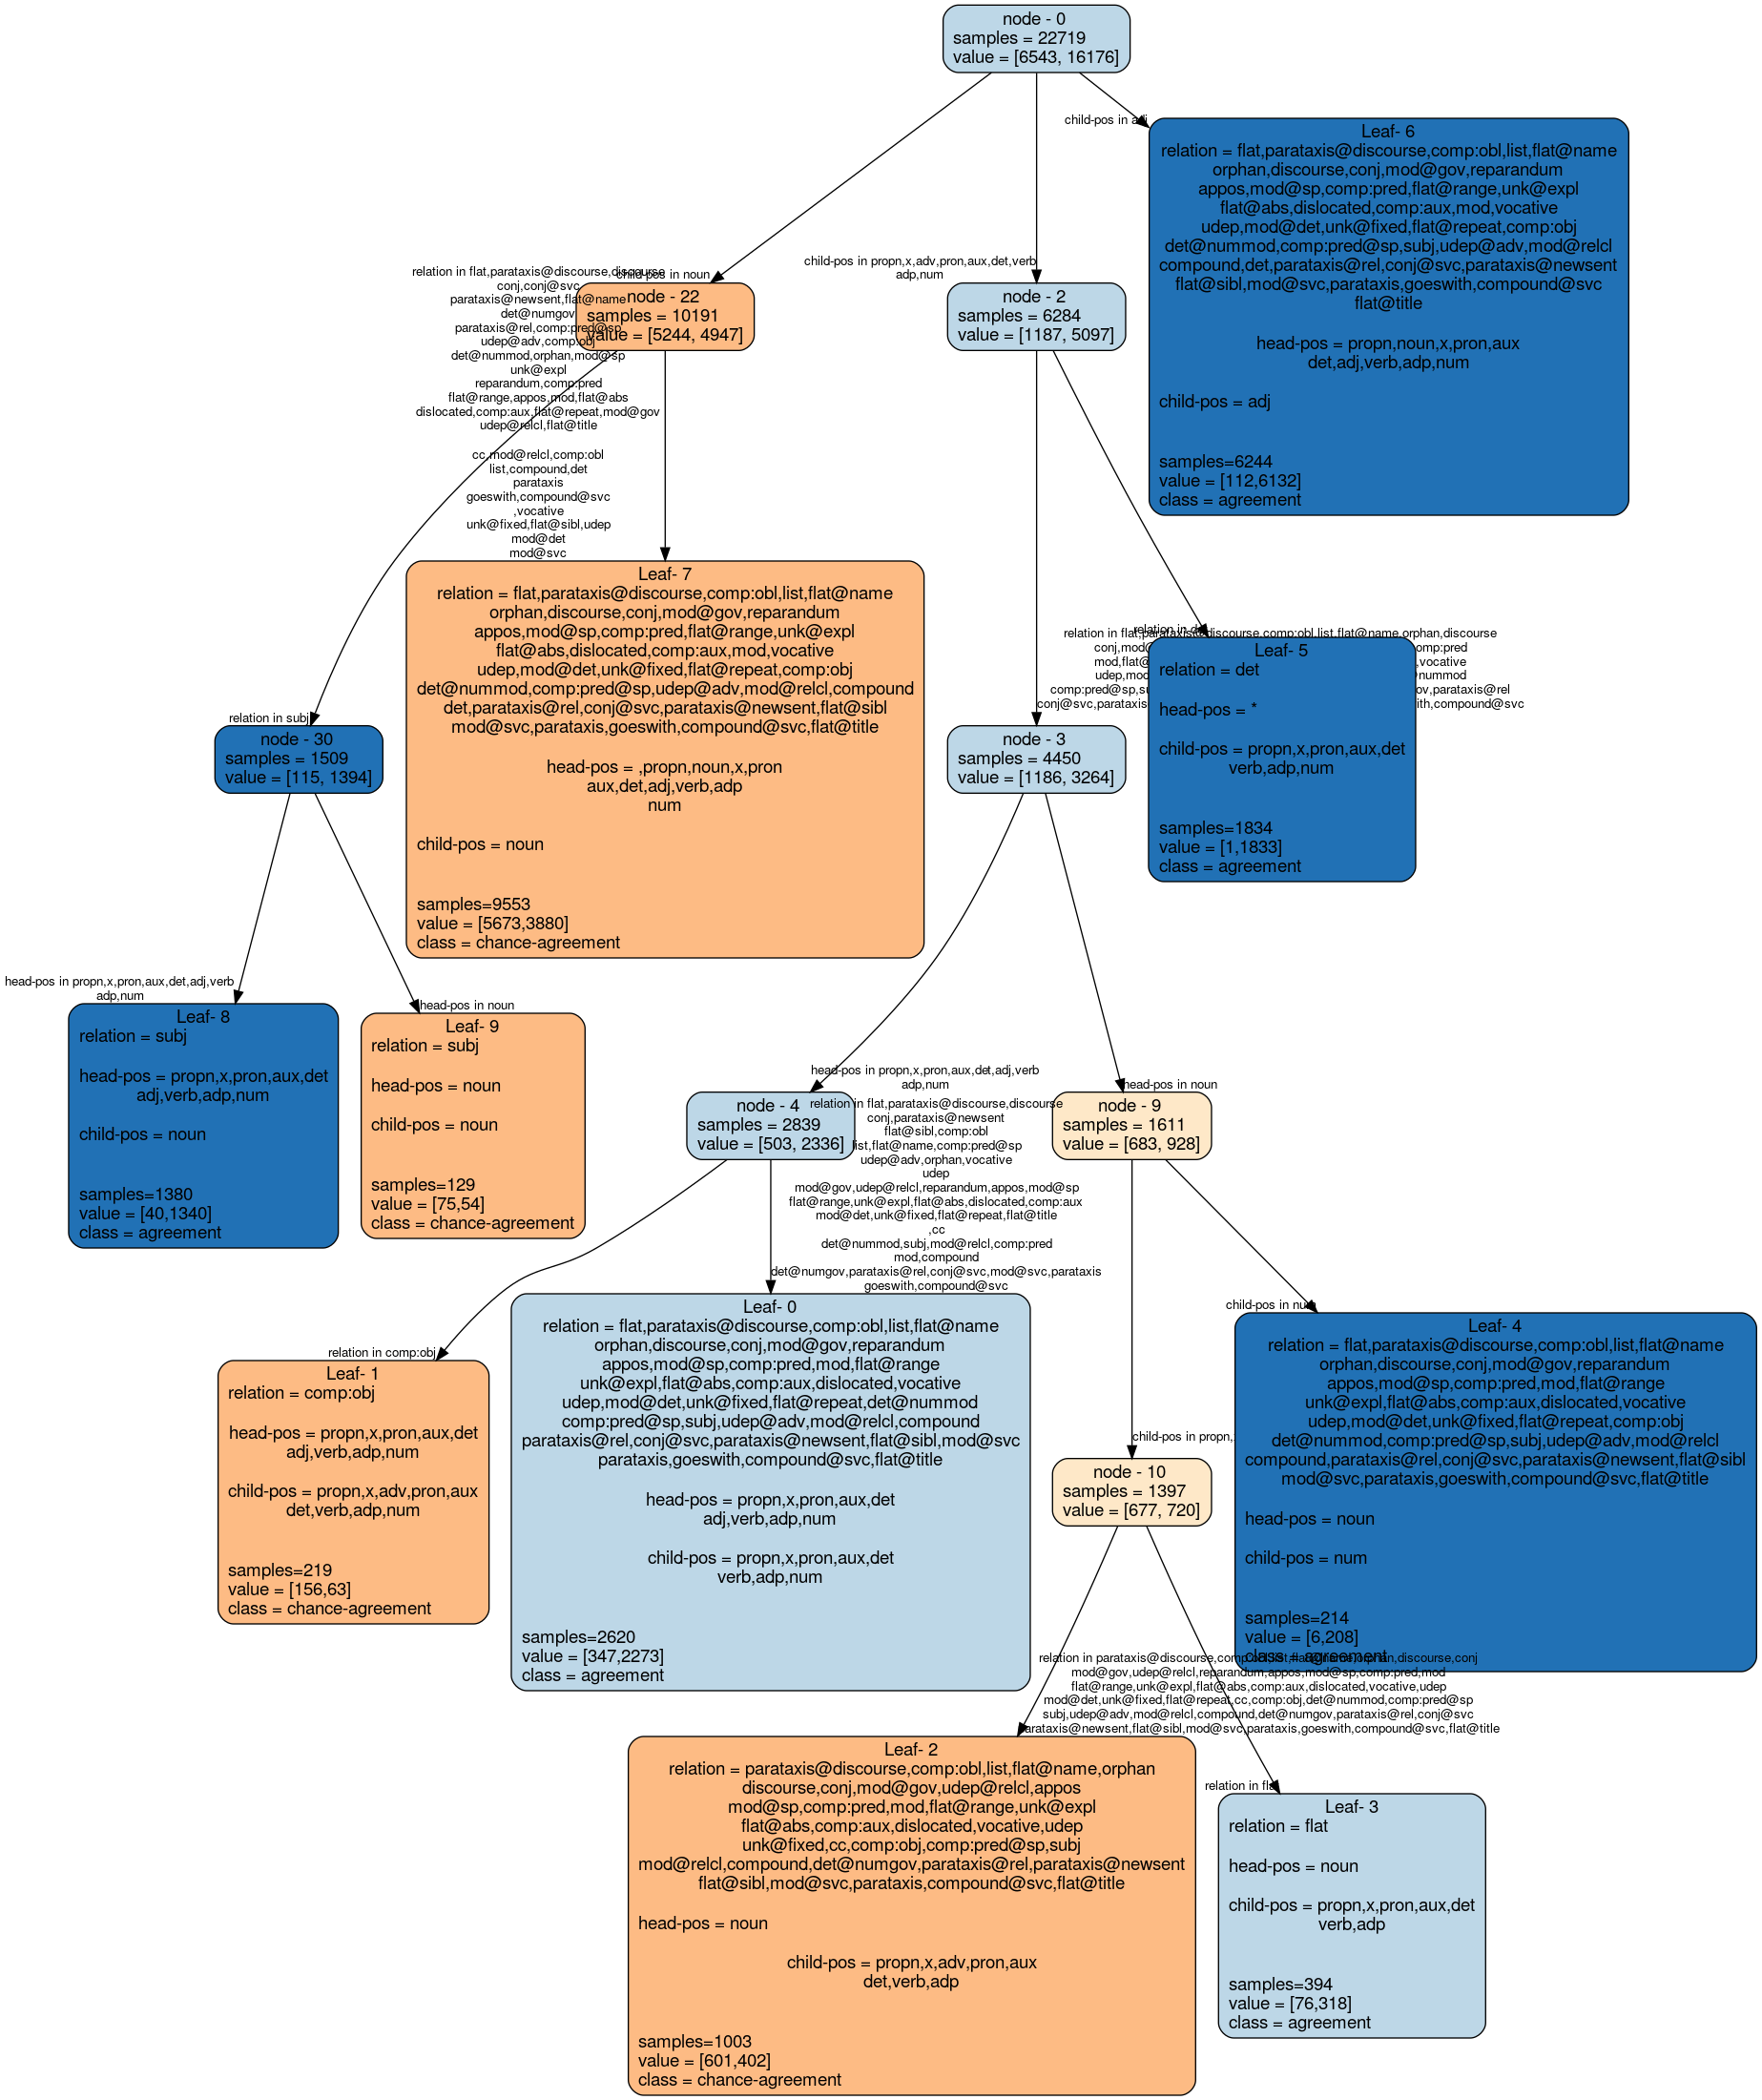 node - 0
samples = 22719
value = [6543, 16176]
child-pos in adj
Leaf- 6
relation = flat,parataxis@discourse,comp:obl,list,flat@name
orphan,discourse,conj,mod@gov,reparandum
appos,mod@sp,comp:pred,flat@range,unk@expl
flat@abs,dislocated,comp:aux,mod,vocative
udep,mod@det,unk@fixed,flat@repeat,comp:obj
det@nummod,comp:pred@sp,subj,udep@adv,mod@relcl
compound,det,parataxis@rel,conj@svc,parataxis@newsent
flat@sibl,mod@svc,parataxis,goeswith,compound@svc
flat@title
head-pos = propn,noun,x,pron,aux
det,adj,verb,adp,num
child-pos = adj
samples=6244
value = [112,6132]
class = agreement
child-pos in noun
node - 22
samples = 10191
value = [5244, 4947]
child-pos in propn,x,adv,pron,aux,det,verb
adp,num
node - 2
samples = 6284
value = [1187, 5097]
relation in flat,parataxis@discourse,discourse
conj,conj@svc
parataxis@newsent,flat@name
det@numgov
parataxis@rel,comp:pred@sp
udep@adv,comp:obj
det@nummod,orphan,mod@sp
unk@expl
reparandum,comp:pred
flat@range,appos,mod,flat@abs
dislocated,comp:aux,flat@repeat,mod@gov
udep@relcl,flat@title
cc,mod@relcl,comp:obl
list,compound,det
parataxis
goeswith,compound@svc
,vocative
unk@fixed,flat@sibl,udep
mod@det
mod@svc
Leaf- 7
relation = flat,parataxis@discourse,comp:obl,list,flat@name
orphan,discourse,conj,mod@gov,reparandum
appos,mod@sp,comp:pred,flat@range,unk@expl
flat@abs,dislocated,comp:aux,mod,vocative
udep,mod@det,unk@fixed,flat@repeat,comp:obj
det@nummod,comp:pred@sp,udep@adv,mod@relcl,compound
det,parataxis@rel,conj@svc,parataxis@newsent,flat@sibl
mod@svc,parataxis,goeswith,compound@svc,flat@title
head-pos = ,propn,noun,x,pron
aux,det,adj,verb,adp
num
child-pos = noun
samples=9553
value = [5673,3880]
class = chance-agreement
relation in flat,parataxis@discourse,comp:obl,list,flat@name,orphan,discourse
Leaf- 5
relation = det
head-pos = *
child-pos = propn,x,pron,aux,det
verb,adp,num
samples=1834
value = [1,1833]
class = agreement
relation in subj
node - 30
samples = 1509
value = [115, 1394]
node - 3
samples = 4450
value = [1186, 3264]
head-pos in propn,x,pron,aux,det,adj,verb
adp,num
Leaf- 8
relation = subj
head-pos = propn,x,pron,aux,det
adj,verb,adp,num
child-pos = noun
samples=1380
value = [40,1340]
class = agreement
head-pos in noun
Leaf- 9
relation = subj
head-pos = noun
child-pos = noun
samples=129
value = [75,54]
class = chance-agreement
head-pos in propn,x,pron,aux,det,adj,verb
adp,num
node - 4
samples = 2839
value = [503, 2336]
head-pos in noun
node - 9
samples = 1611
value = [683, 928]
relation in flat,parataxis@discourse,discourse
conj,parataxis@newsent
flat@sibl,comp:obl
list,flat@name,comp:pred@sp
udep@adv,orphan,vocative
udep
mod@gov,udep@relcl,reparandum,appos,mod@sp
flat@range,unk@expl,flat@abs,dislocated,comp:aux
mod@det,unk@fixed,flat@repeat,flat@title
,cc
det@nummod,subj,mod@relcl,comp:pred
mod,compound
det@numgov,parataxis@rel,conj@svc,mod@svc,parataxis
goeswith,compound@svc
relation in comp:obj
Leaf- 1
relation = comp:obj
head-pos = propn,x,pron,aux,det
adj,verb,adp,num
child-pos = propn,x,adv,pron,aux
det,verb,adp,num
samples=219
value = [156,63]
class = chance-agreement
Leaf- 0
relation = flat,parataxis@discourse,comp:obl,list,flat@name
orphan,discourse,conj,mod@gov,reparandum
appos,mod@sp,comp:pred,mod,flat@range
unk@expl,flat@abs,comp:aux,dislocated,vocative
udep,mod@det,unk@fixed,flat@repeat,det@nummod
comp:pred@sp,subj,udep@adv,mod@relcl,compound
parataxis@rel,conj@svc,parataxis@newsent,flat@sibl,mod@svc
parataxis,goeswith,compound@svc,flat@title
head-pos = propn,x,pron,aux,det
adj,verb,adp,num
child-pos = propn,x,pron,aux,det
verb,adp,num
samples=2620
value = [347,2273]
class = agreement
child-pos in propn,
node - 10
samples = 1397
value = [677, 720]
child-pos in num
Leaf- 4
relation = flat,parataxis@discourse,comp:obl,list,flat@name
orphan,discourse,conj,mod@gov,reparandum
appos,mod@sp,comp:pred,mod,flat@range
unk@expl,flat@abs,comp:aux,dislocated,vocative
udep,mod@det,unk@fixed,flat@repeat,comp:obj
det@nummod,comp:pred@sp,subj,udep@adv,mod@relcl
compound,parataxis@rel,conj@svc,parataxis@newsent,flat@sibl
mod@svc,parataxis,goeswith,compound@svc,flat@title
head-pos = noun
child-pos = num
samples=214
value = [6,208]
class = agreement
relation in parataxis@discourse,comp:obl,list,flat@name,orphan,discourse,conj
mod@gov,udep@relcl,reparandum,appos,mod@sp,comp:pred,mod
flat@range,unk@expl,flat@abs,comp:aux,dislocated,vocative,udep
mod@det,unk@fixed,flat@repeat,cc,comp:obj,det@nummod,comp:pred@sp
subj,udep@adv,mod@relcl,compound,det@numgov,parataxis@rel,conj@svc
parataxis@newsent,flat@sibl,mod@svc,parataxis,goeswith,compound@svc,flat@title
Leaf- 2
relation = parataxis@discourse,comp:obl,list,flat@name,orphan
discourse,conj,mod@gov,udep@relcl,appos
mod@sp,comp:pred,mod,flat@range,unk@expl
flat@abs,comp:aux,dislocated,vocative,udep
unk@fixed,cc,comp:obj,comp:pred@sp,subj
mod@relcl,compound,det@numgov,parataxis@rel,parataxis@newsent
flat@sibl,mod@svc,parataxis,compound@svc,flat@title
head-pos = noun
child-pos = propn,x,adv,pron,aux
det,verb,adp
samples=1003
value = [601,402]
class = chance-agreement
relation in flat
Leaf- 3
relation = flat
head-pos = noun
child-pos = propn,x,pron,aux,det
verb,adp
samples=394
value = [76,318]
class = agreement